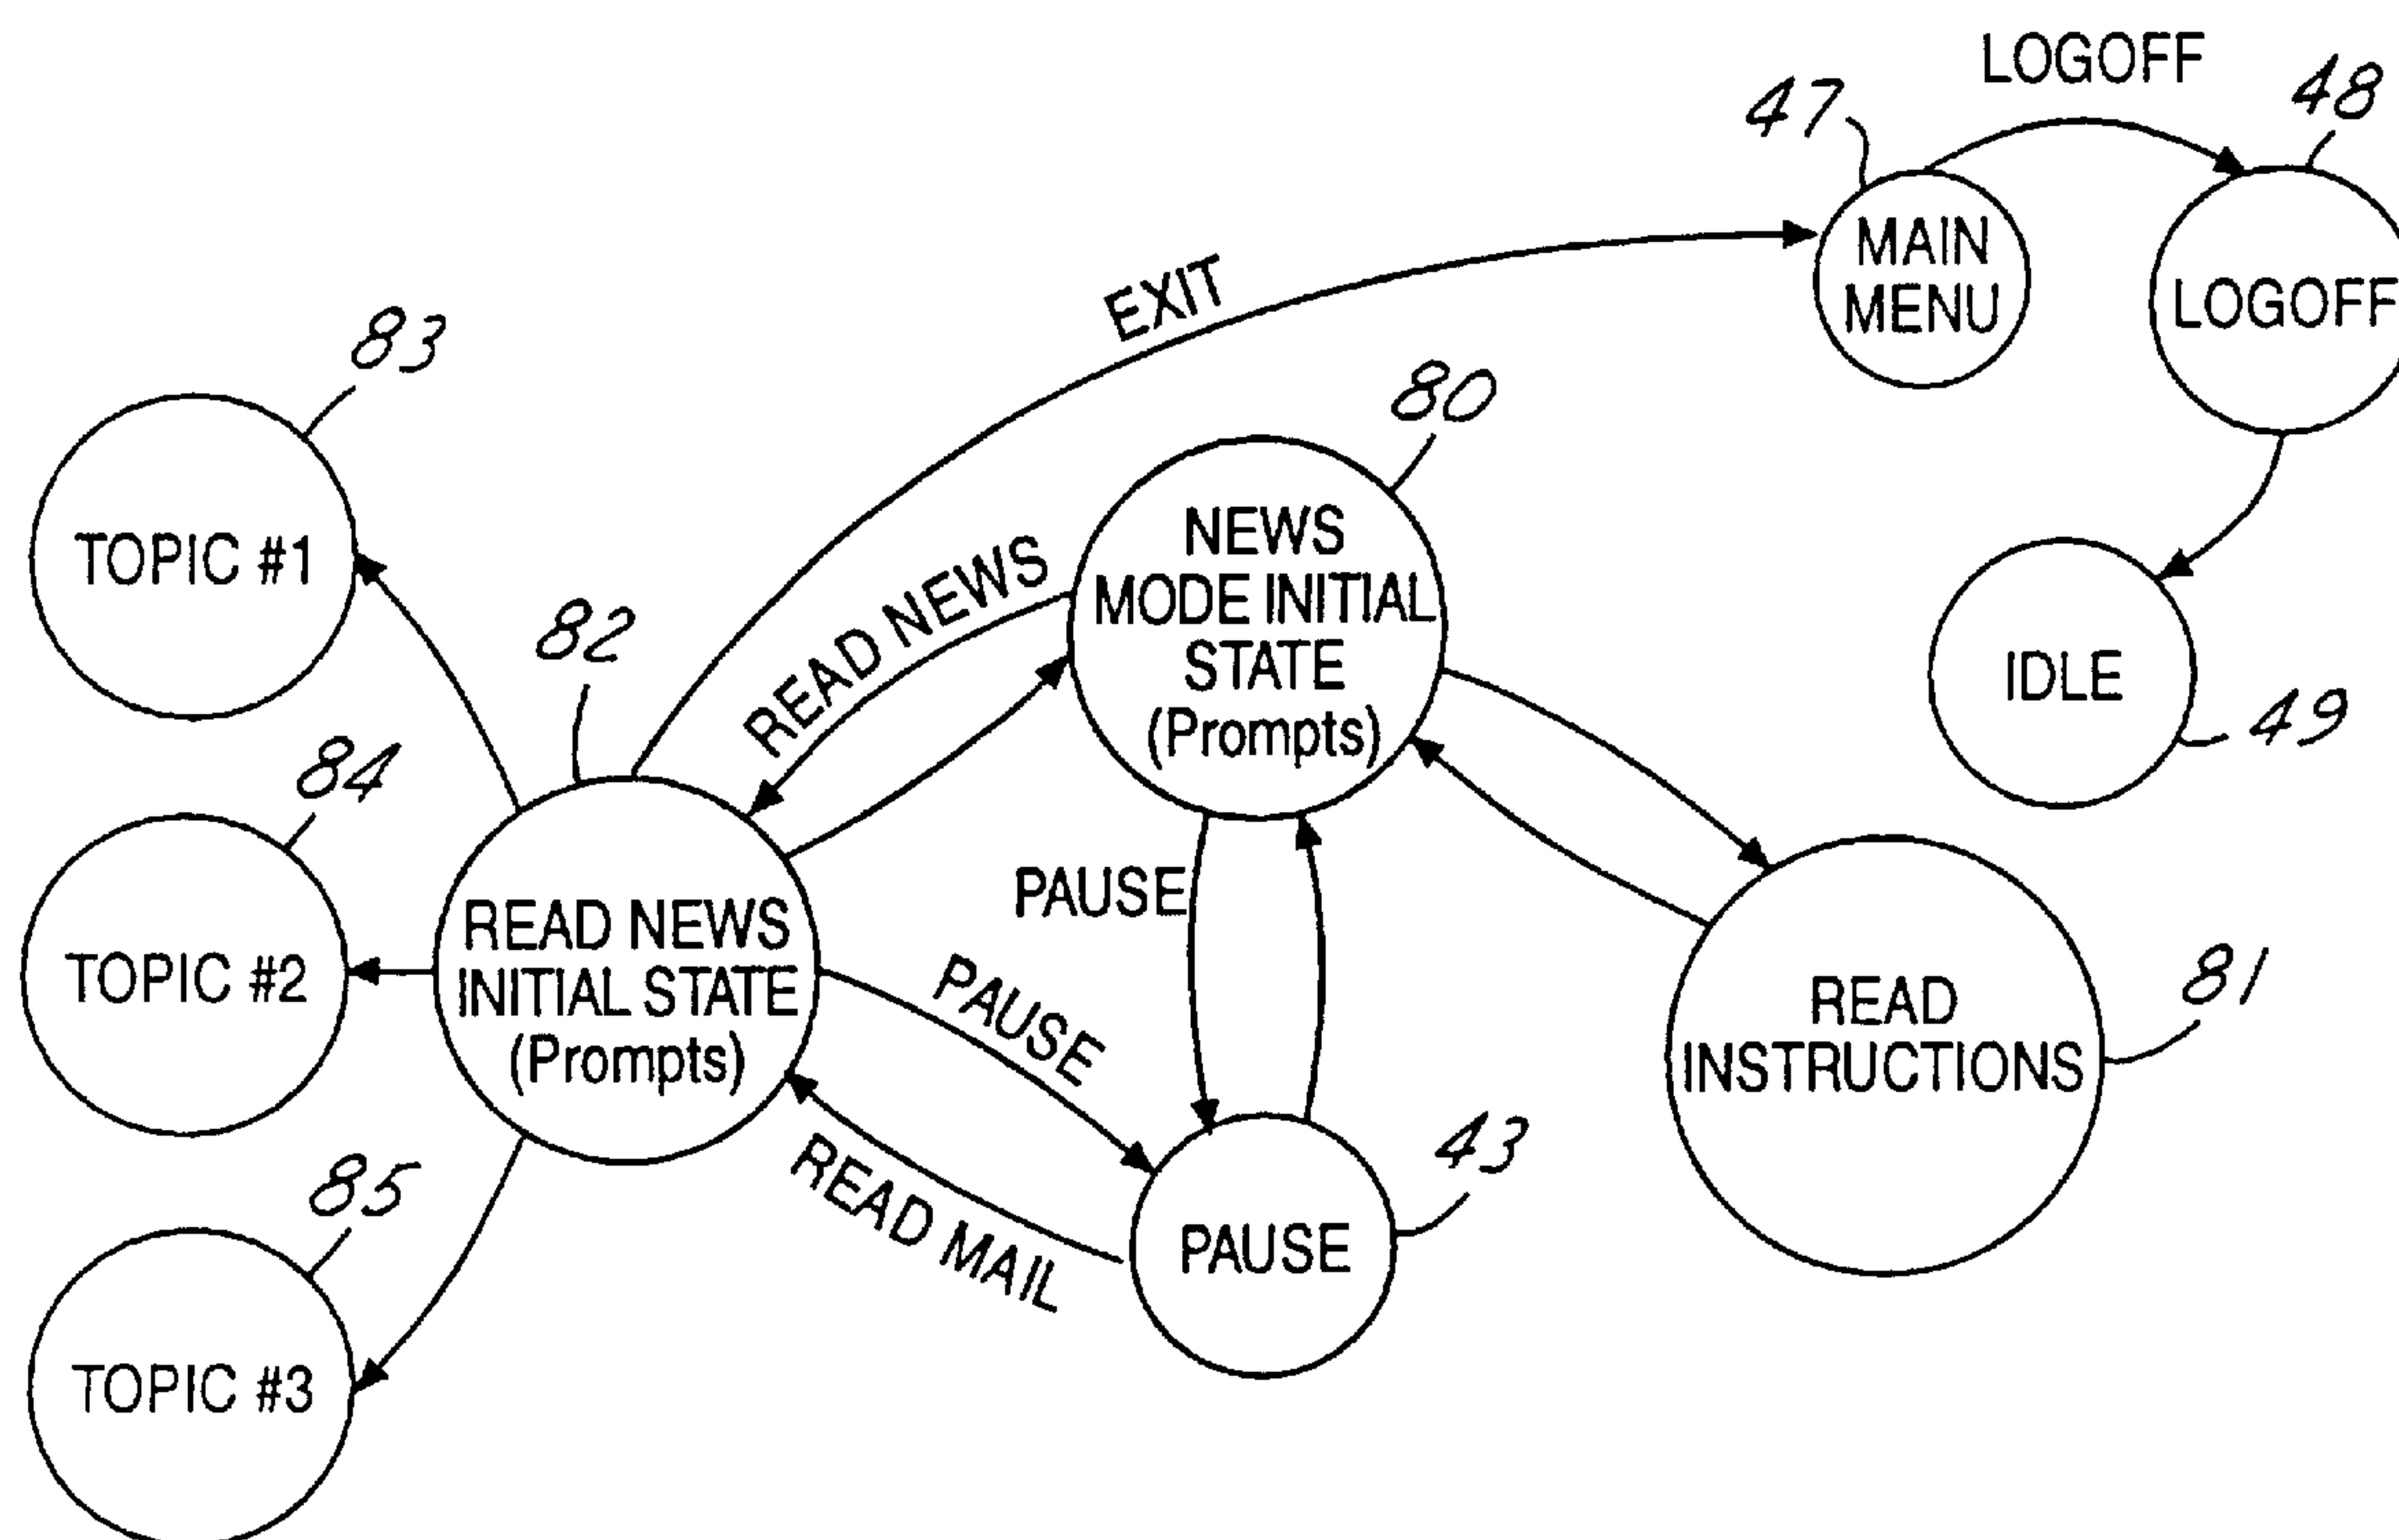 LOGOFF
47
48
MAIN
MENU
LOGOFF
EXIT
83
80
TOPIC #1
NEWS
MODE INITIAL
STATE
(Prompts)
READ NEWS
82
IDLE
49
84
TOPIC #2
READ NEWS
INITIAL STATE
(Prompts)
PAUSE
PAUSE
READ
INSTRUCTIONS
81
READ MAIL
PAUSE
43
85
TOPIC #3